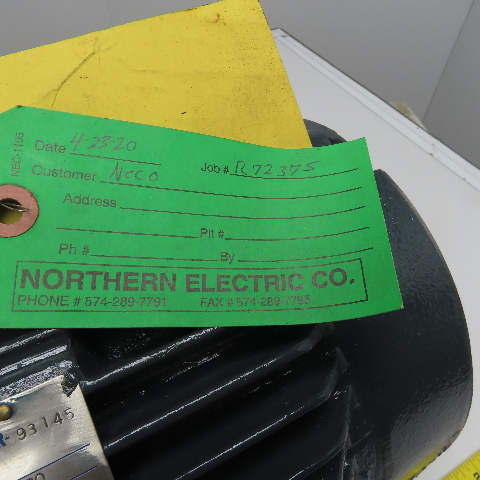 NEC-1106
Date 4-23-20
Customer Neco Job # R72375
Address
Plt #
Ph # By
NORTHERN ELECTRIC CO.
PHONE # 574-289-7791 FAX # 574-289-7795
-93145